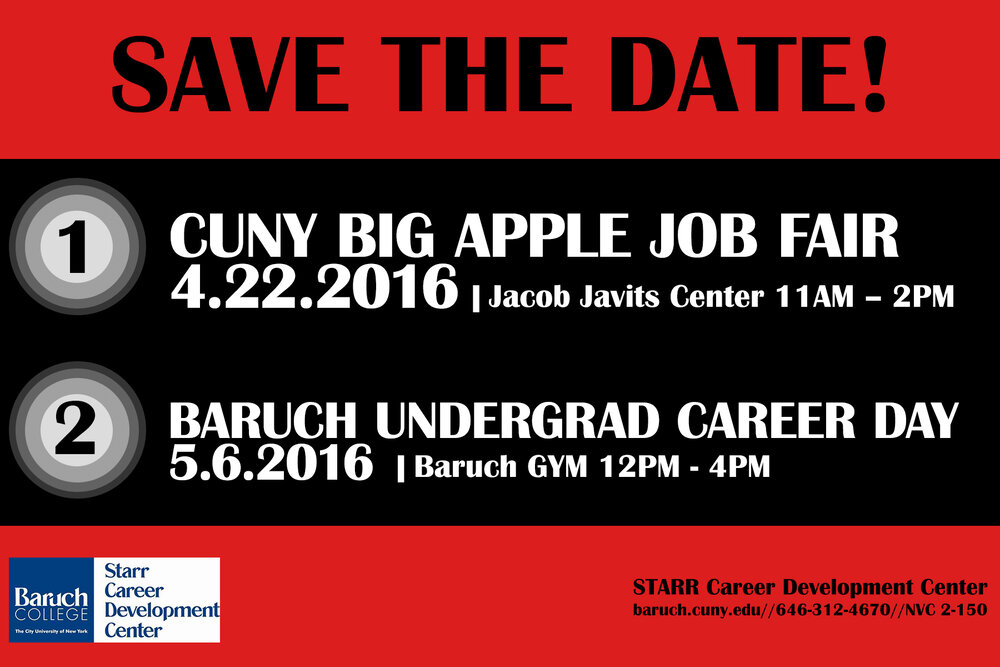 SAVE THE DATE!
1
CUNY BIG APPLE JOB FAIR
4.22.2016 | Jacob Javits Center 11AM – 2PM
2
BARUCH UNDERGRAD CAREER DAY
5.6.2016 | Baruch GYM 12PM - 4PM
Baruch
COLLEGE
The City University of New York
Starr
Career
Development
Center
STARR Career Development Center
baruch.cuny.edu//646-312-4670//NVC 2-150